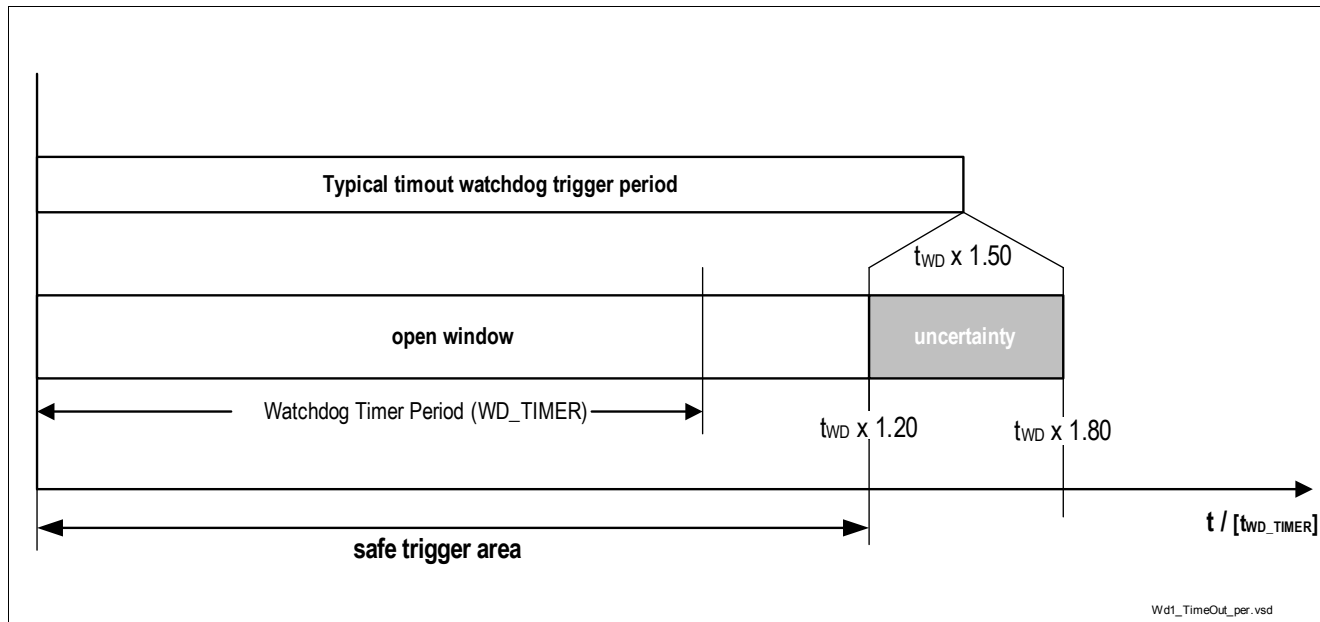 Typical timout watchdog trigger period
tWD x 1.50
open window
uncertainty
Watchdog Timer Period (WD_TIMER)
tWD x 1.20
tWD x 1.80
t / [tWD_TIMER]
safe trigger area
Wd1_TimeOut_per.vsd